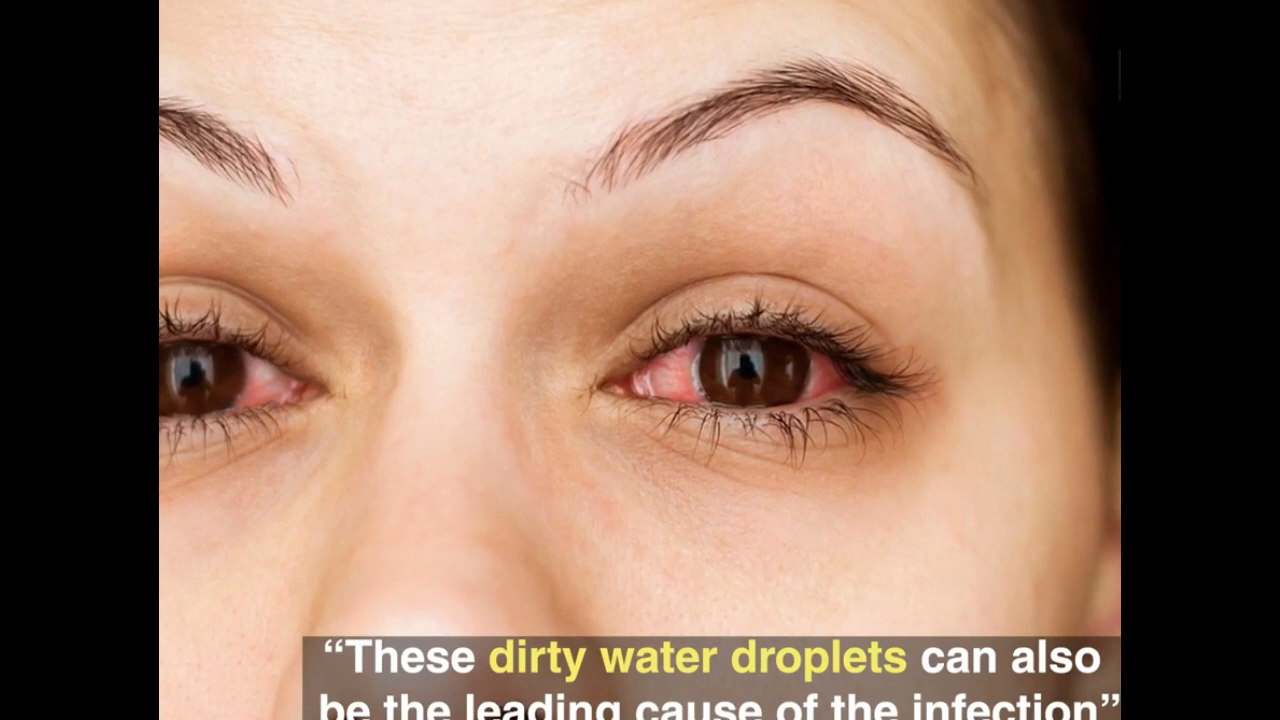 “These dirty water droplets can also
be the leading cause of the infection”